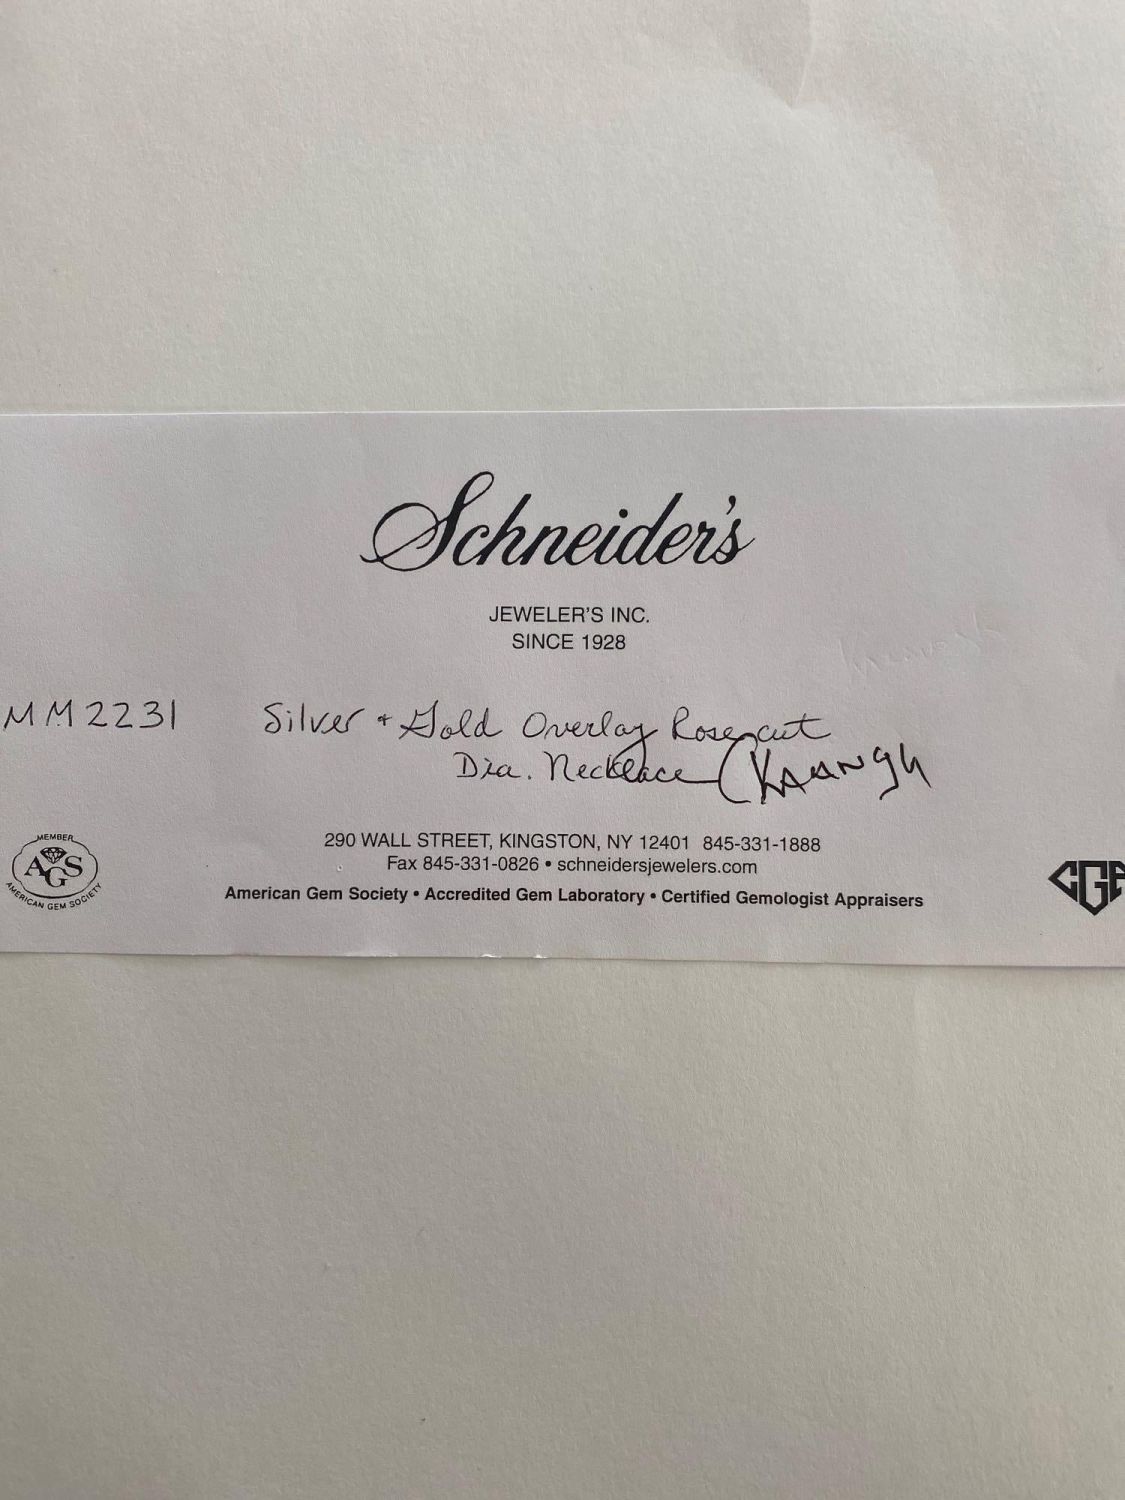 Schneider's
JEWELER'S INC.
SINCE 1928
MM2231 Silver + Gold Overlay Rose cut
Dia. Necklace
290 WALL STREET, KINGSTON, NY 12401 845-331-1888
Fax 845-331-0826 • schneidersjewelers.com
American Gem Society • Accredited Gem Laboratory • Certified Gemologist Appraisers
MEMBER
AGS
AMERICAN GEM SOCIETY